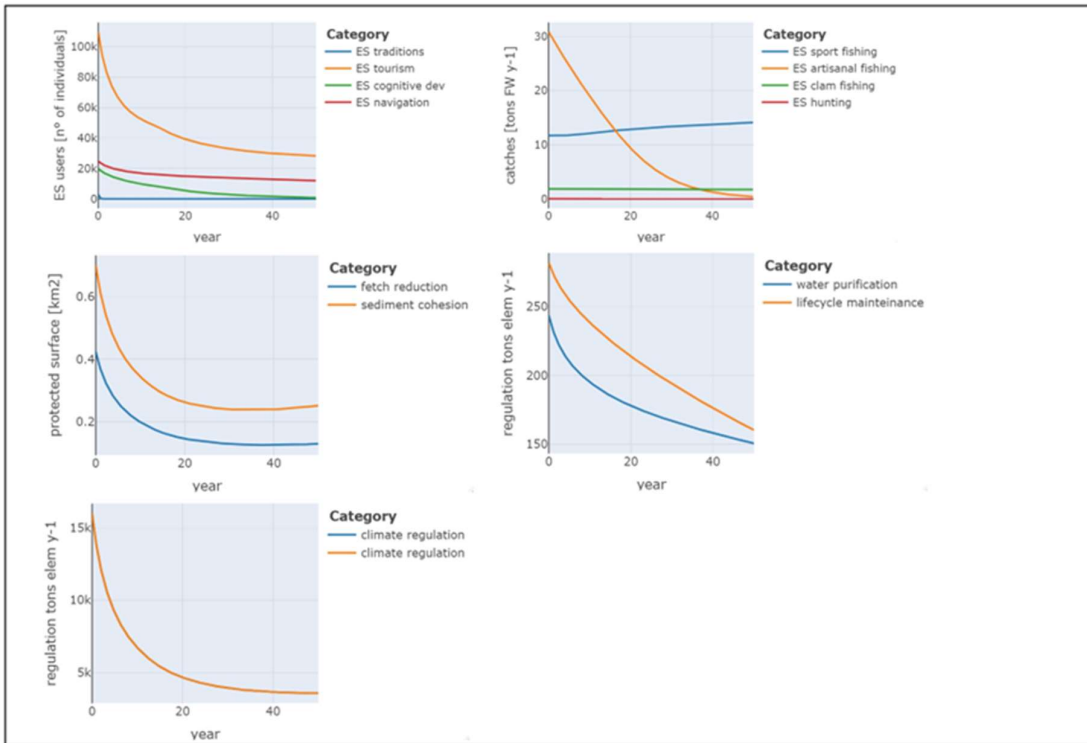 ES users [n° of individuals]
100k
80k
60k
40k
20k
0
0
20
40
year
Category
ES traditions
ES tourism
ES cognitive dev
ES navigation
catches [tons FW y-1]
30
20
10
0
0
20
40
year
Category
ES sport fishing
ES artisanal fishing
ES clam fishing
ES hunting
protected surface [km2]
0.6
0.4
0.2
0
20
40
year
Category
fetch reduction
sediment cohesion
regulation tons elem y-1
250
200
150
0
20
40
year
Category
water purification
lifecycle mainteinance
regulation tons elem y-1
15k
10k
5k
0
20
40
year
Category
climate regulation
climate regulation